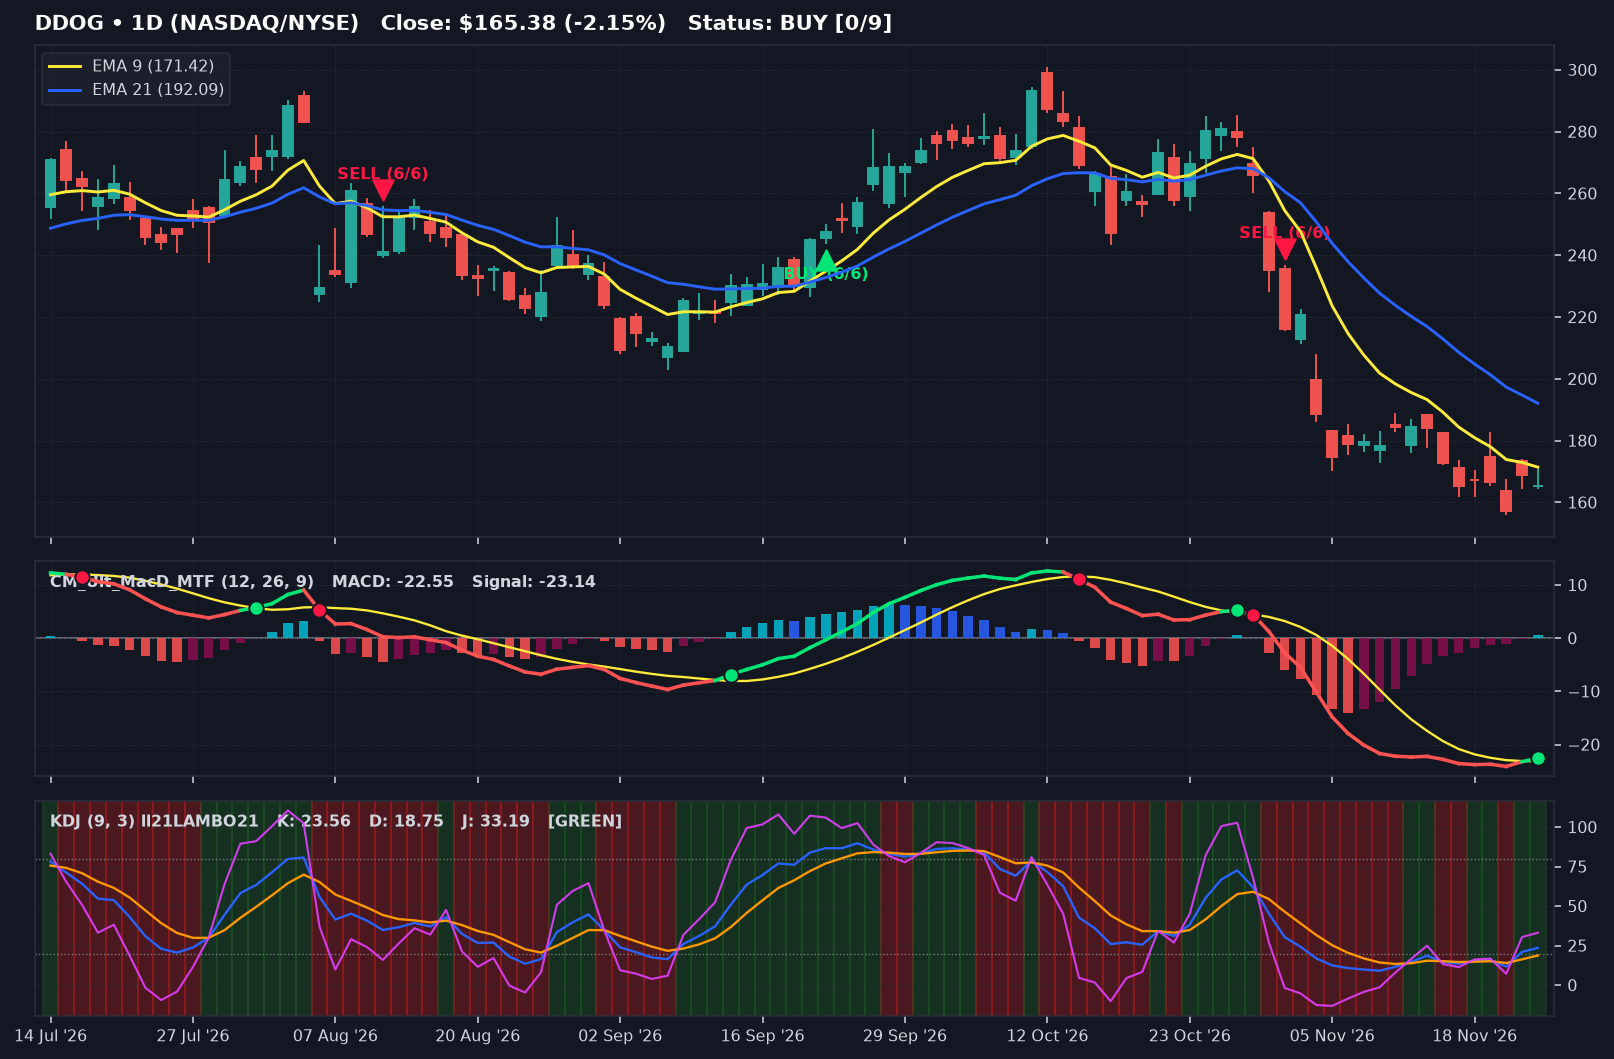 DDOG • 1D (NASDAQ/NYSE)   Close: $165.38 (-2.15%)   Status: BUY [0/9]
EMA 9 (171.42)
EMA 21 (192.09)
300
280
260
240
220
200
180
160
SELL (6/6)
SELL (6/6)
BUY (6/6)
CM_Ult_MacD_MTF (12, 26, 9)   MACD: -22.55   Signal: -23.14
10
0
−10
−20
KDJ (9, 3) II21LAMBO21   K: 23.56   D: 18.75   J: 33.19   [GREEN]
100
75
50
25
0
14 Jul '26
27 Jul '26
07 Aug '26
20 Aug '26
02 Sep '26
16 Sep '26
29 Sep '26
12 Oct '26
23 Oct '26
05 Nov '26
18 Nov '26